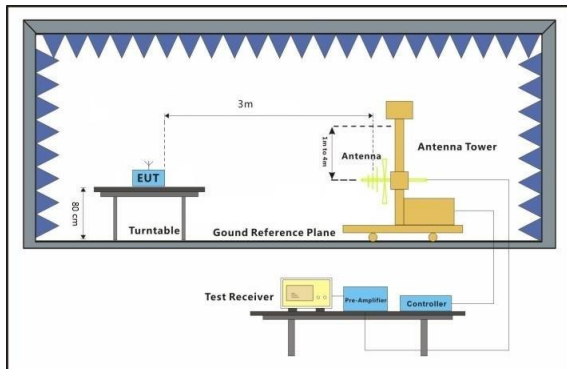 3m
1m to 4m
Antenna
Antenna Tower
EUT
80 cm
Turntable
Gound Reference Plane
Test Receiver
Pre-Amplifier
Controller